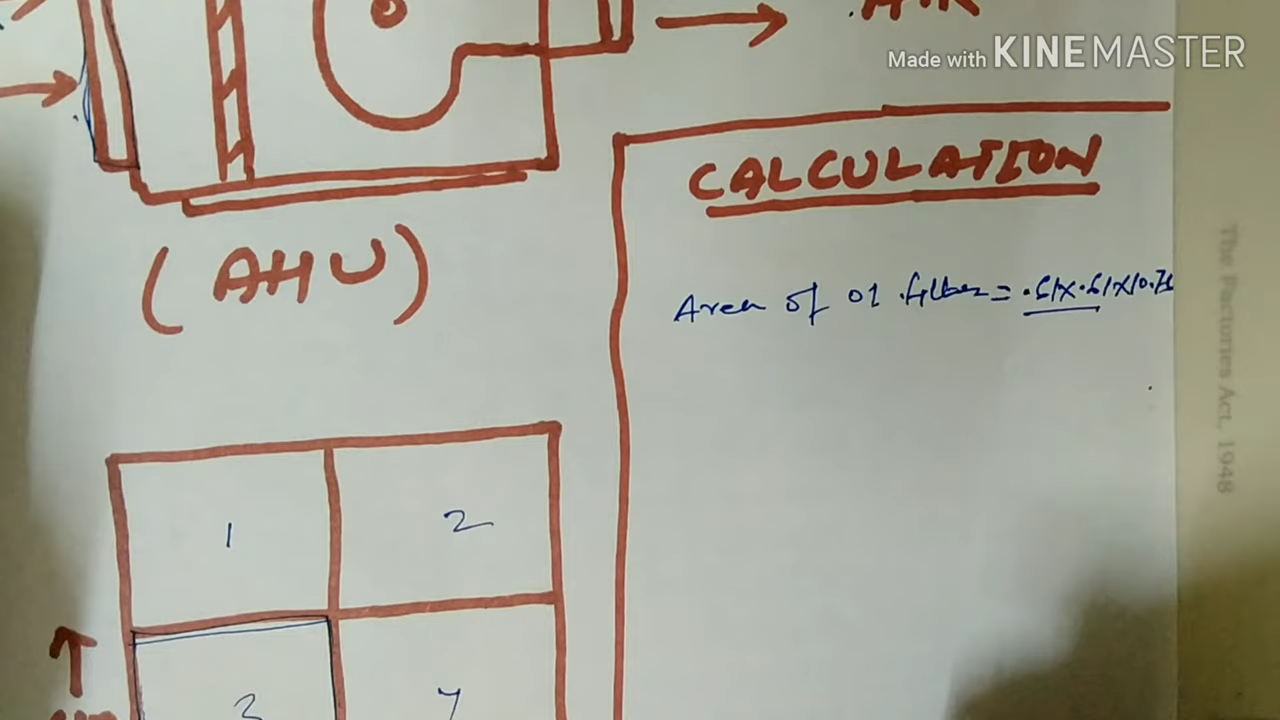 Made with KINEMASTER
CALCULATION
Area of 01 filter = .61x.61x10.76
(AHU)
1
2
3
4
The Factories Act, 1948